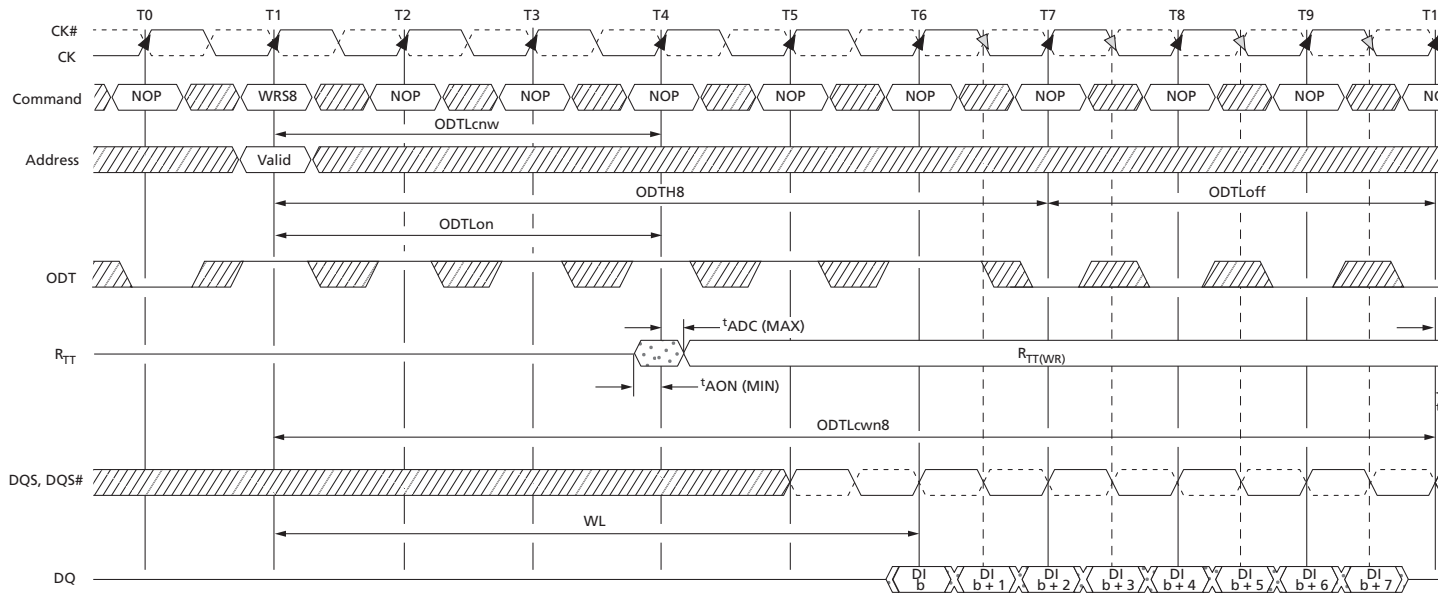 T0 T1 T2 T3 T4 T5 T6 T7 T8 T9 T1
CK#
CK
Command NOP WRS8 NOP NOP NOP NOP NOP NOP NOP NOP
ODTLcnw
Address Valid
ODTH8 ODTLoff
ODTLon
ODT
tADC (MAX)
RTT RTT(WR)
tAON (MIN)
ODTLcwn8
DQS, DQS#
WL
DQ DI b DI b + 1 DI b + 2 DI b + 3 DI b + 4 DI b + 5 DI b + 6 DI b + 7